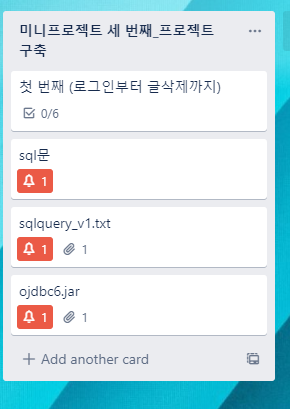 미니프로젝트 세 번째_프로젝트
구축
첫 번째 (로그인부터 글삭제까지)
0/6
sql문
1
sqlquery_v1.txt
1 1
ojdbc6.jar
1 1
Add another card